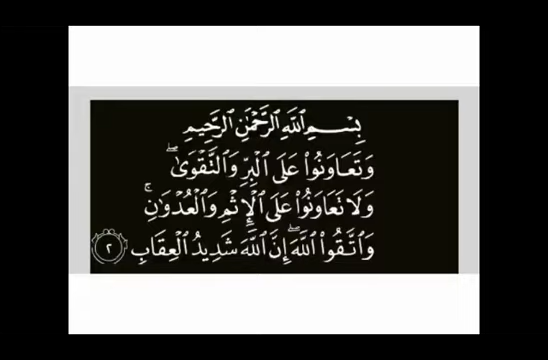 بِسْمِ ٱللَّهِ ٱلرَّحْمَٰنِ ٱلرَّحِيمِ
وَتَعَاوَنُوا۟ عَلَى ٱلْبِرِّ وَٱلتَّقْوَىٰ ۖ
وَلَا تَعَاوَنُوا۟ عَلَى ٱلْإِثْمِ وَٱلْعُدْوَٰنِ ۚ
وَٱتَّقُوا۟ ٱللَّهَ ۖ إِنَّ ٱللَّهَ شَدِيدُ ٱلْعِقَابِ ٢